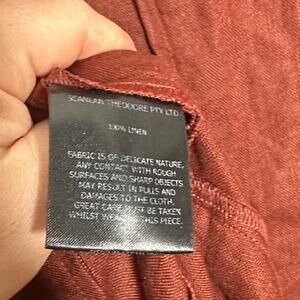 SCANLAN THEODORE PTY LTD
100% LINEN
FABRIC IS OF DELICATE NATURE,
ANY CONTACT WITH ROUGH
SURFACES AND SHARP OBJECTS
MAY RESULT IN PULLS AND
DAMAGES TO THE CLOTH.
GREAT CARE MUST BE TAKEN
WHILST WEARING THIS PIECE.